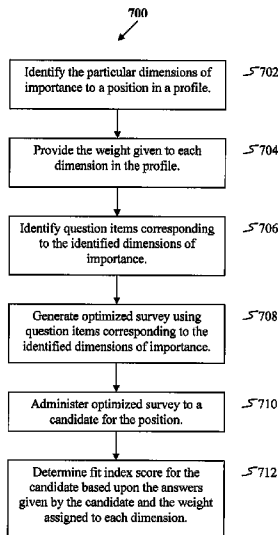 700
Identify the particular dimensions of
importance to a position in a profile.
702
Provide the weight given to each
dimension in the profile.
704
Identify question items corresponding
to the identified dimensions of
importance.
706
Generate optimized survey using
question items corresponding to the
identified dimensions of importance.
708
Administer optimized survey to a
candidate for the position.
710
Determine fit index score for the
candidate based upon the answers
given by the candidate and the weight
assigned to each dimension.
712